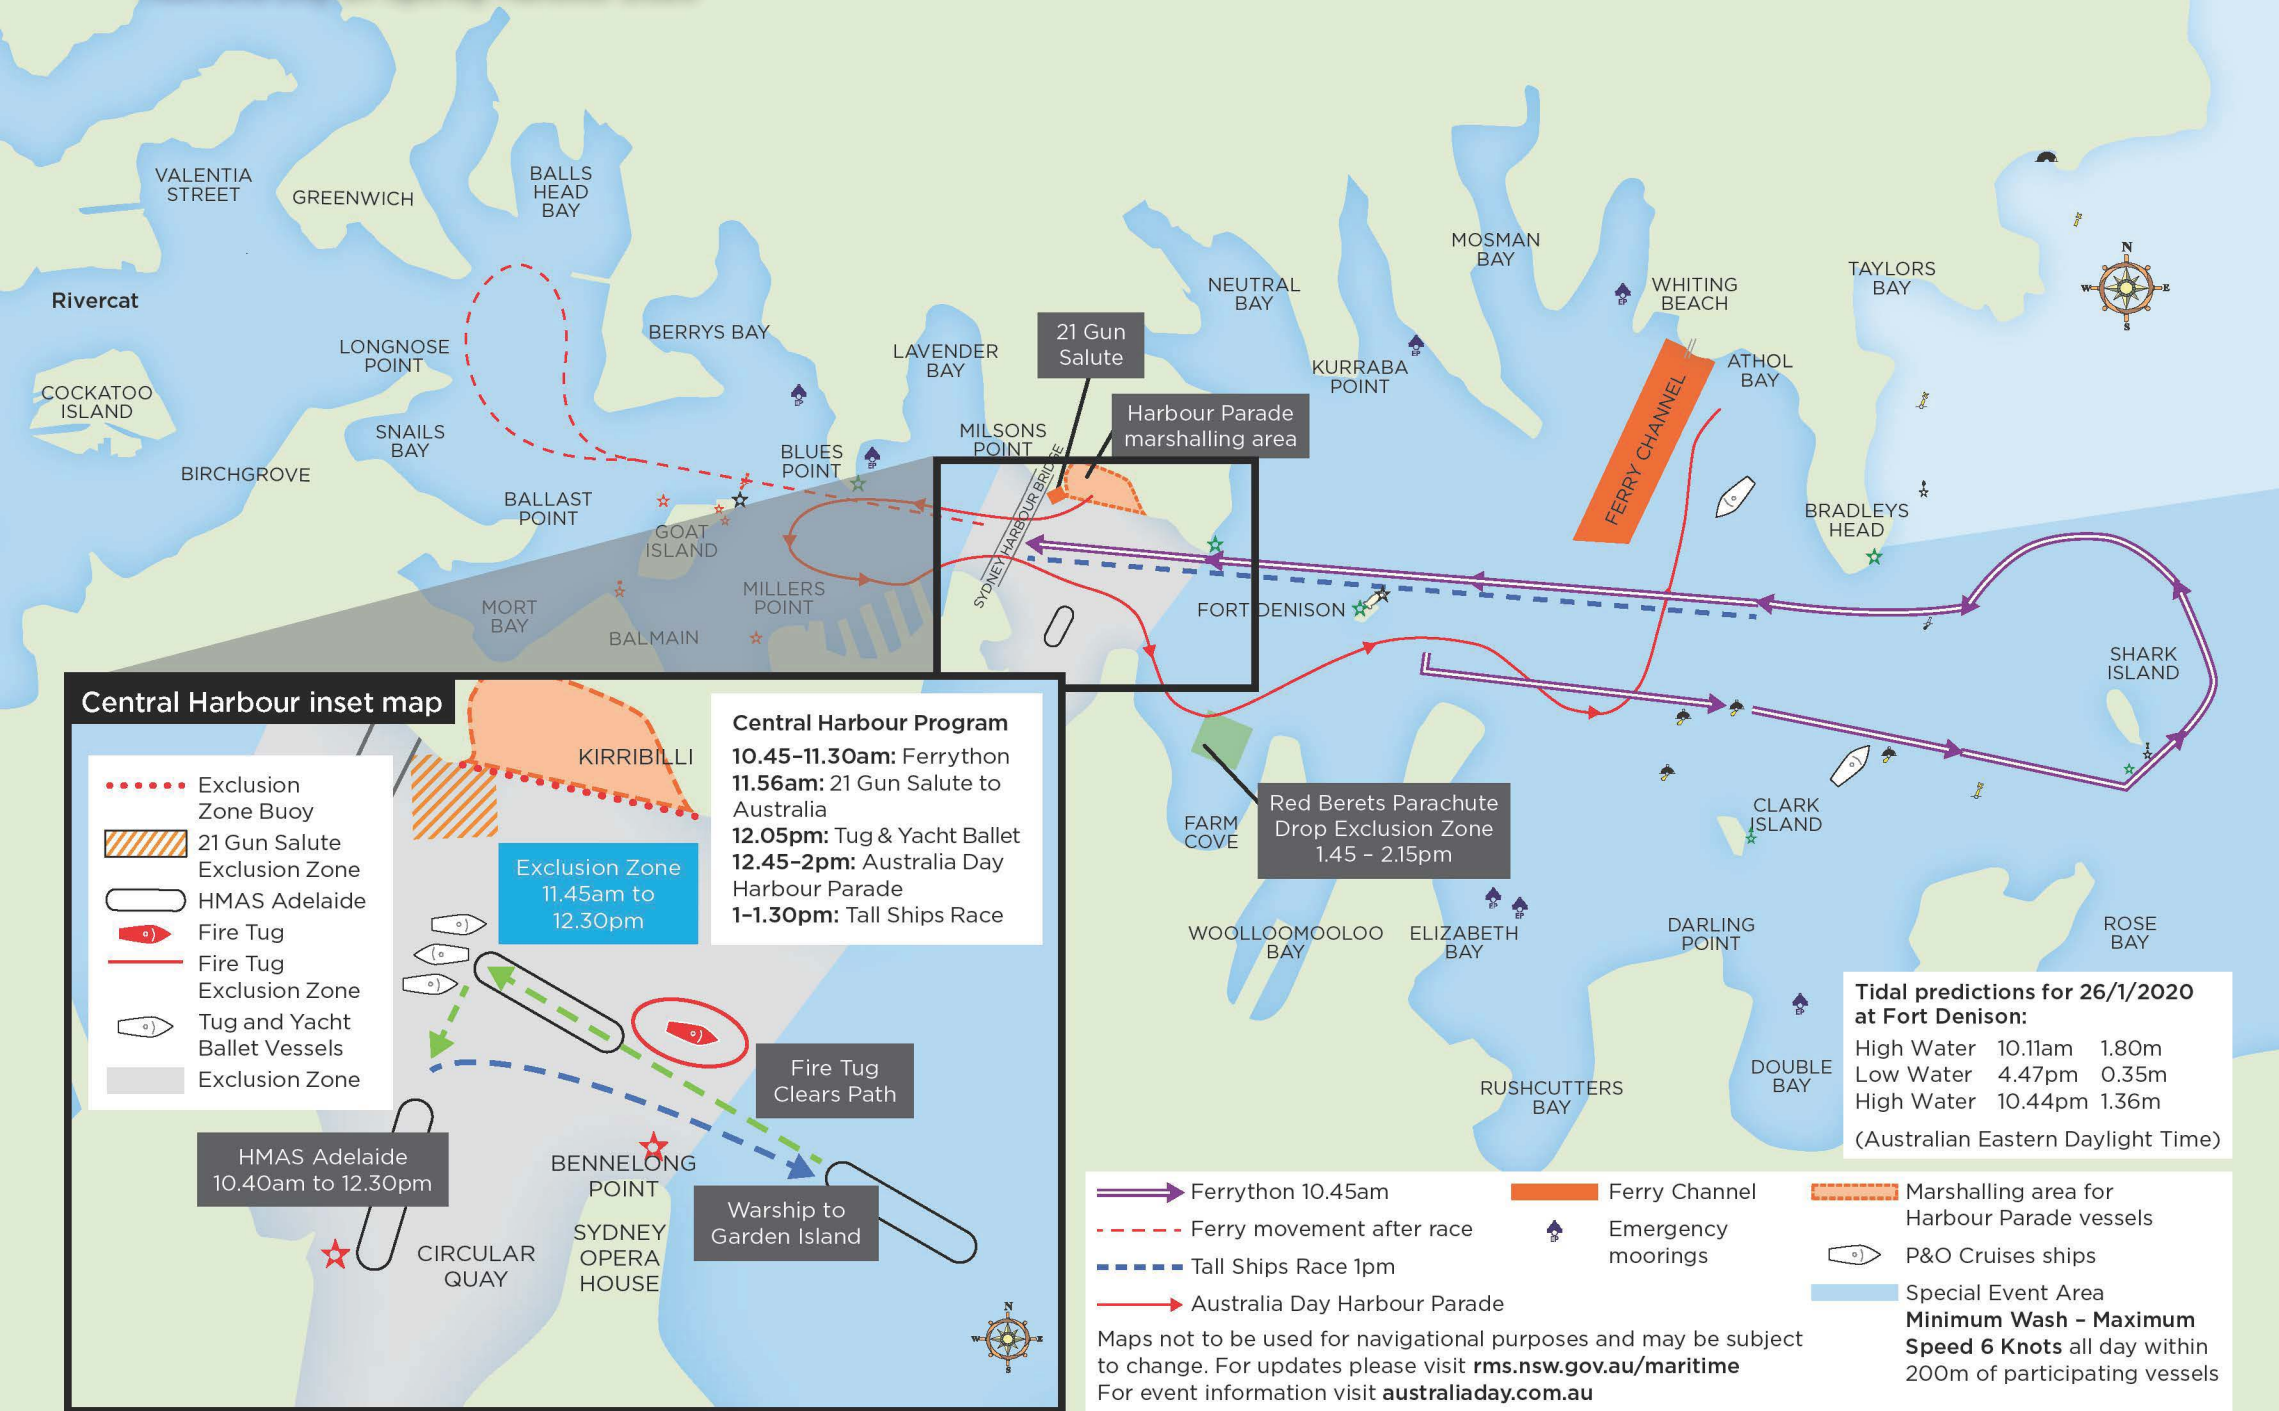 VALENTIA
STREET
GREENWICH
BALLS
HEAD
BAY
Rivercat
LONGNOSE
POINT
COCKATOO
ISLAND
SNAILS
BAY
BIRCHGROVE
BERRYS BAY
LAVENDER
BAY
BLUES
POINT
BALLAST
POINT
GOAT
ISLAND
MORT
BAY
BALMAIN
MILLERS
POINT
MILSONS
POINT
SYDNEY HARBOUR BRIDGE
21 Gun
Salute
Harbour Parade
marshalling area
NEUTRAL
BAY
KURRABA
POINT
MOSMAN
BAY
WHITING
BEACH
ATHOL
BAY
FERRY CHANNEL
TAYLORS
BAY
BRADLEYS
HEAD
N
W
E
S
EP
EP
EP
EP
FORT DENISON
SHARK
ISLAND
CLARK
ISLAND
FARM
COVE
Red Berets Parachute
Drop Exclusion Zone
1.45 – 2.15pm
WOOLLOOMOOLOO
BAY
ELIZABETH
BAY
EP
EP
DARLING
POINT
ROSE
BAY
RUSHCUTTERS
BAY
DOUBLE
BAY
EP
Central Harbour inset map
Exclusion
Zone Buoy
21 Gun Salute
Exclusion Zone
HMAS Adelaide
Fire Tug
Fire Tug
Exclusion Zone
Tug and Yacht
Ballet Vessels
Exclusion Zone
KIRRIBILLI
Central Harbour Program
10.45–11.30am: Ferrython
11.56am: 21 Gun Salute to
Australia
12.05pm: Tug & Yacht Ballet
12.45–2pm: Australia Day
Harbour Parade
1–1.30pm: Tall Ships Race
Exclusion Zone
11.45am to
12.30pm
Fire Tug
Clears Path
HMAS Adelaide
10.40am to 12.30pm
BENNELONG
POINT
SYDNEY
OPERA
HOUSE
Warship to
Garden Island
CIRCULAR
QUAY
N
W
E
S
Tidal predictions for 26/1/2020
at Fort Denison:
High Water 10.11am 1.80m
Low Water 4.47pm 0.35m
High Water 10.44pm 1.36m
(Australian Eastern Daylight Time)
Ferrython 10.45am
Ferry movement after race
Tall Ships Race 1pm
Australia Day Harbour Parade
Ferry Channel
EP
Emergency
moorings
Marshalling area for
Harbour Parade vessels
P&O Cruises ships
Special Event Area
Minimum Wash – Maximum
Speed 6 Knots all day within
200m of participating vessels
Maps not to be used for navigational purposes and may be subject
to change. For updates please visit rms.nsw.gov.au/maritime
For event information visit australiaday.com.au